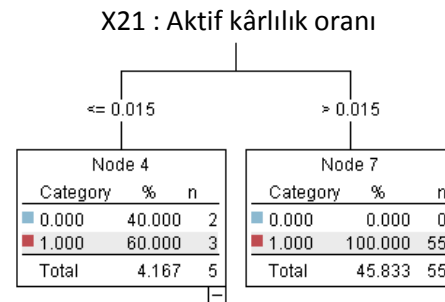 X21 : Aktif kârlılık oranı
<= 0.015
> 0.015
Node 4
Category % n
0.000 40.000 2
1.000 60.000 3
Total 4.167 5
Node 7
Category % n
0.000 0.000 0
1.000 100.000 55
Total 45.833 55